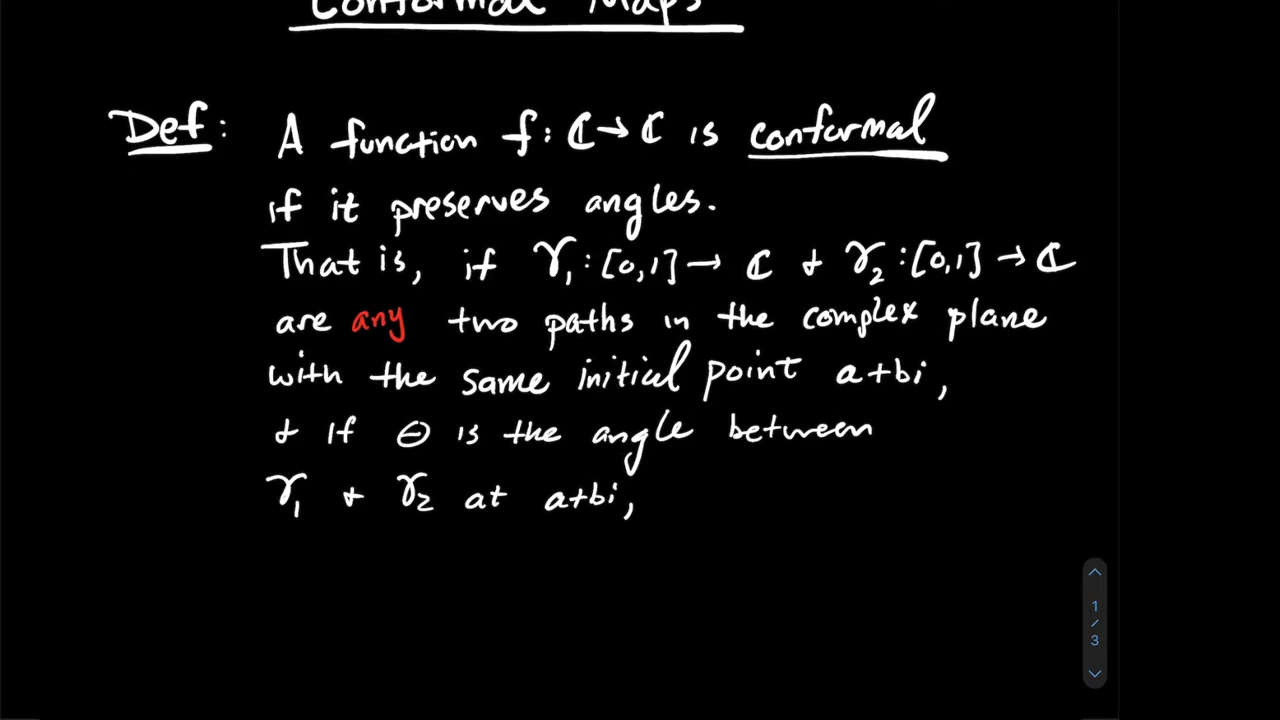 Conformal Maps
Def: A function f: ℂ→ℂ is conformal
if it preserves angles.
That is, if γ₁:[0,1]→ ℂ + γ₂:[0,1]→ℂ
are any two paths in the complex plane
with the same initial point a+bi,
+ if θ is the angle between
γ₁ + γ₂ at a+bi,
1
/
3